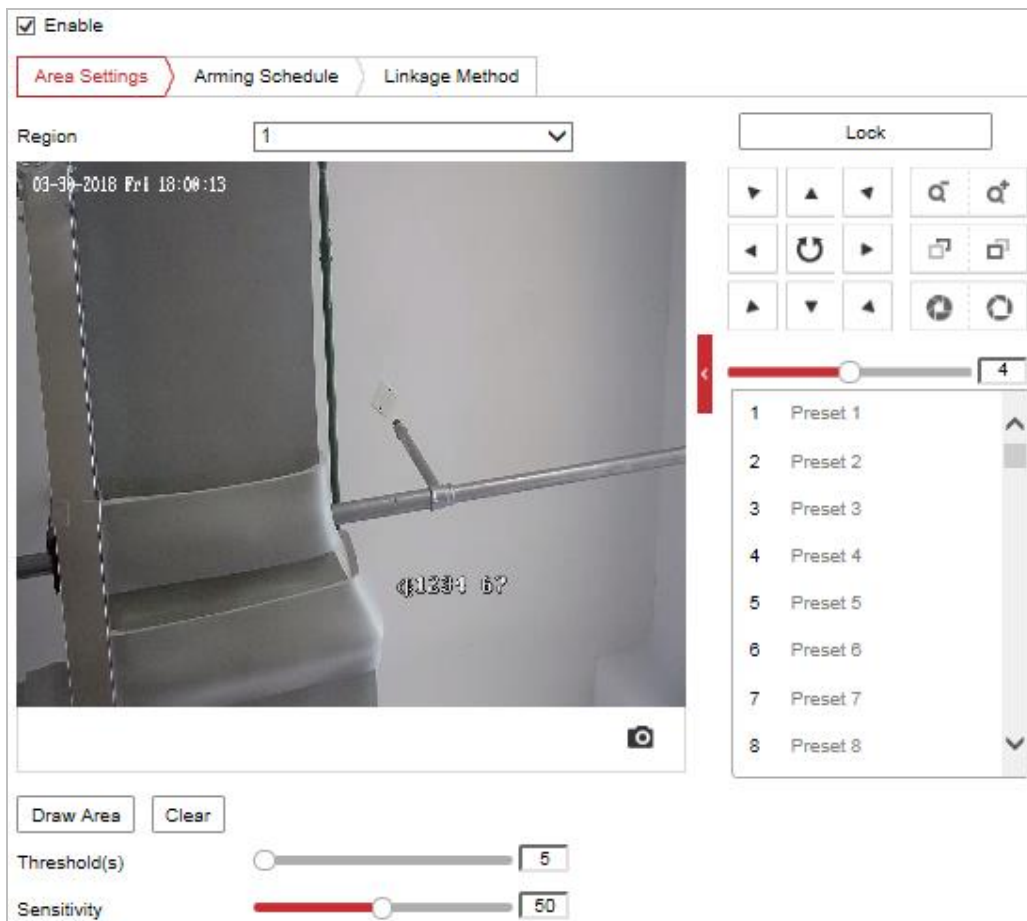 Enable
Area Settings
Arming Schedule
Linkage Method
Region
1
Lock
03-30-2018 Fri 18:00:13
4
1 Preset 1
2 Preset 2
3 Preset 3
4 Preset 4
5 Preset 5
6 Preset 6
7 Preset 7
8 Preset 8
Draw Area
Clear
Threshold(s)
5
Sensitivity
50